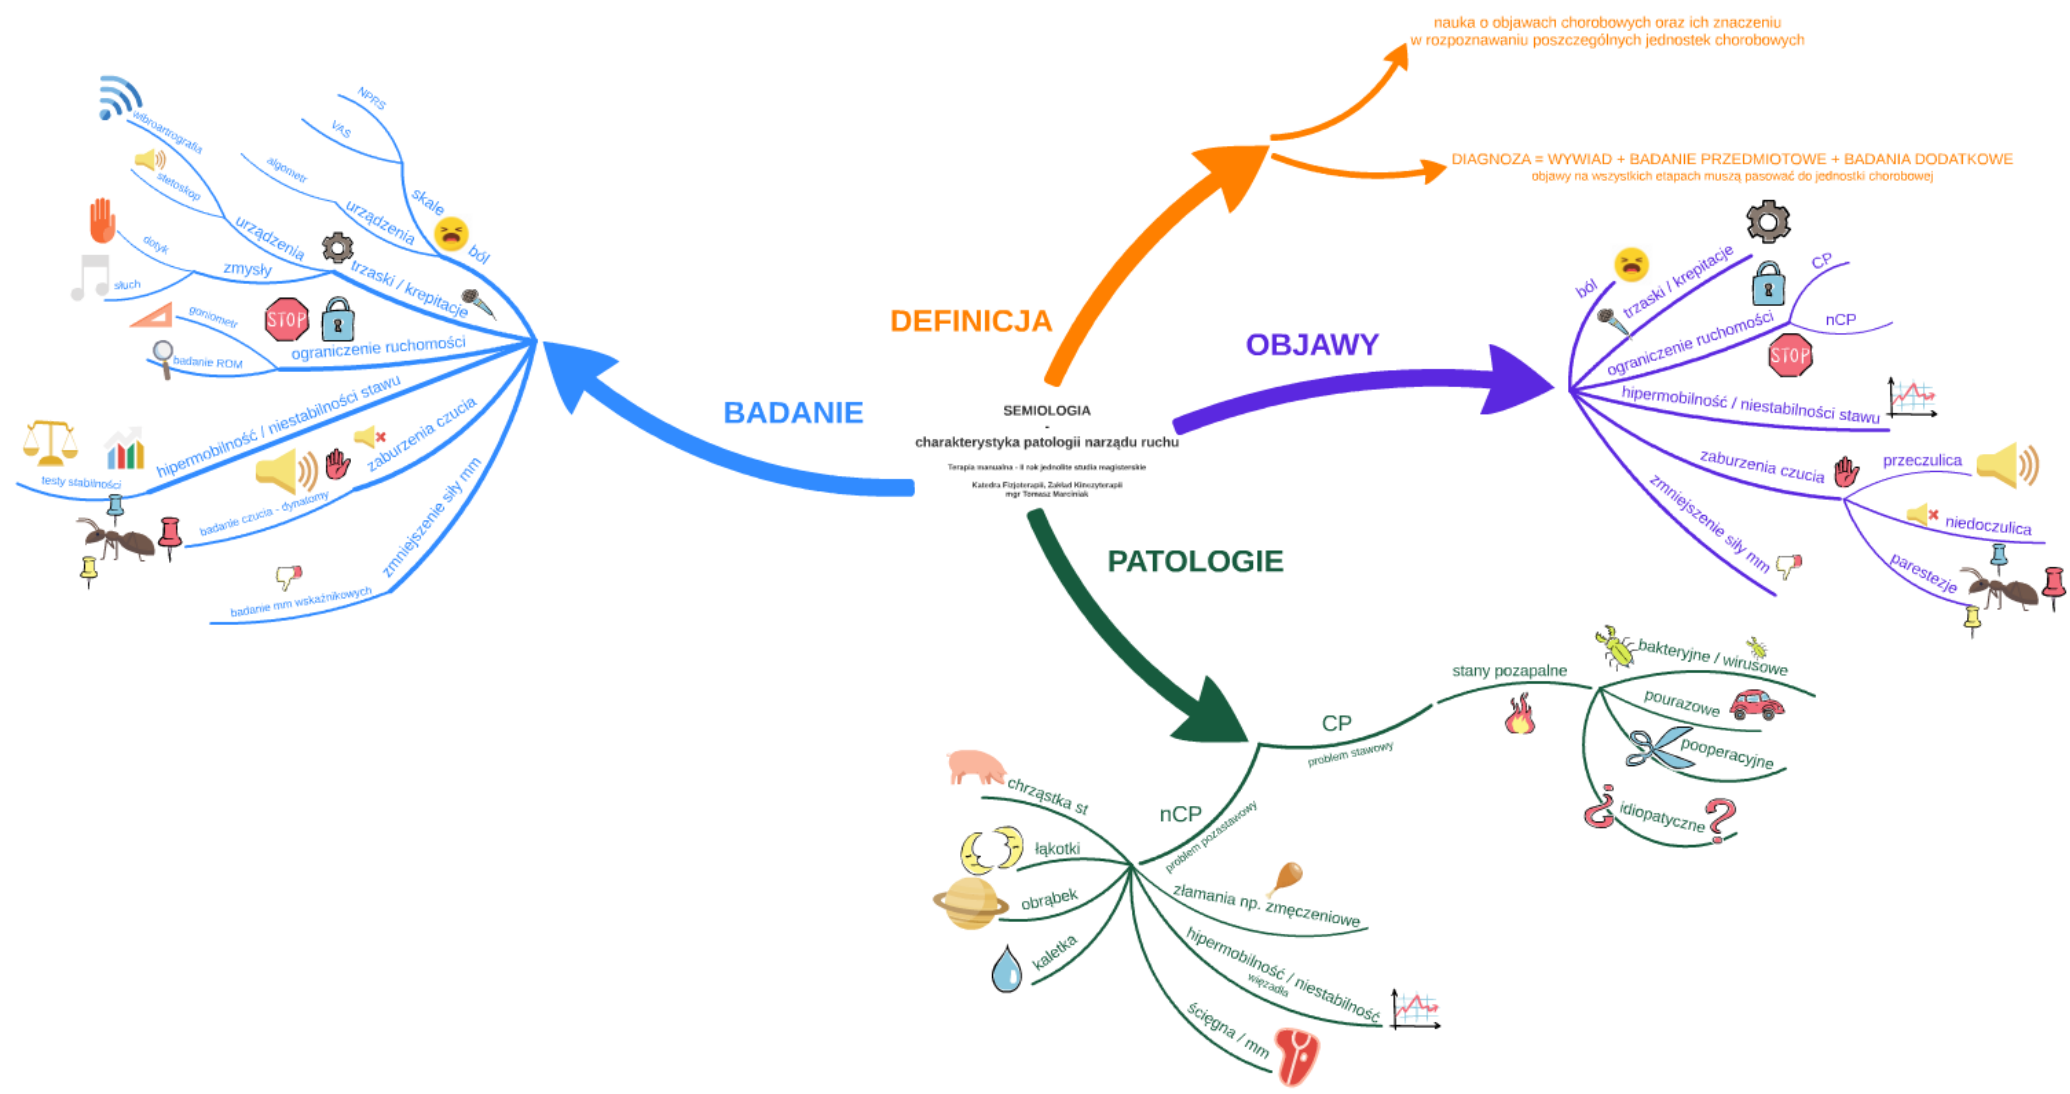 SEMIOLOGIA
-
charakterystyka patologii narządu ruchu
Terapia manualna - II rok jednolite studia magisterskie
Katedra Fizjoterapii, Zakład Kinezyterapii
mgr Tomasz Marciniak
DEFINICJA
nauka o objawach chorobowych oraz ich znaczeniu
w rozpoznawaniu poszczególnych jednostek chorobowych
DIAGNOZA = WYWIAD + BADANIE PRZEDMIOTOWE + BADANIA DODATKOWE
objawy na wszystkich etapach muszą pasować do jednostki chorobowej
OBJAWY
ból
trzaski / krepitacje
ograniczenie ruchomości
CP
nCP
STOP
hipermobilność / niestabilności stawu
zaburzenia czucia
przeczulica
niedoczulica
parestezje
zmniejszenie siły mm
PATOLOGIE
CP
problem stawowy
stany pozapalne
bakteryjne / wirusowe
pourazowe
pooperacyjne
idiopatyczne
nCP
problem pozastawowy
chrząstka st
łąkotki
obrąbek
kaletka
złamania np. zmęczeniowe
hipermobilność / niestabilność
więzadła
ścięgna / mm
BADANIE
ból
skale
NPRS
VAS
urządzenia
algometr
trzaski / krepitacje
urządzenia
wibroartrografia
stetoskop
zmysły
dotyk
słuch
STOP
ograniczenie ruchomości
goniometr
badanie ROM
hipermobilność / niestabilności stawu
testy stabilności
zaburzenia czucia
badanie czucia - dynatomy
zmniejszenie siły mm
badanie mm wskaźnikowych